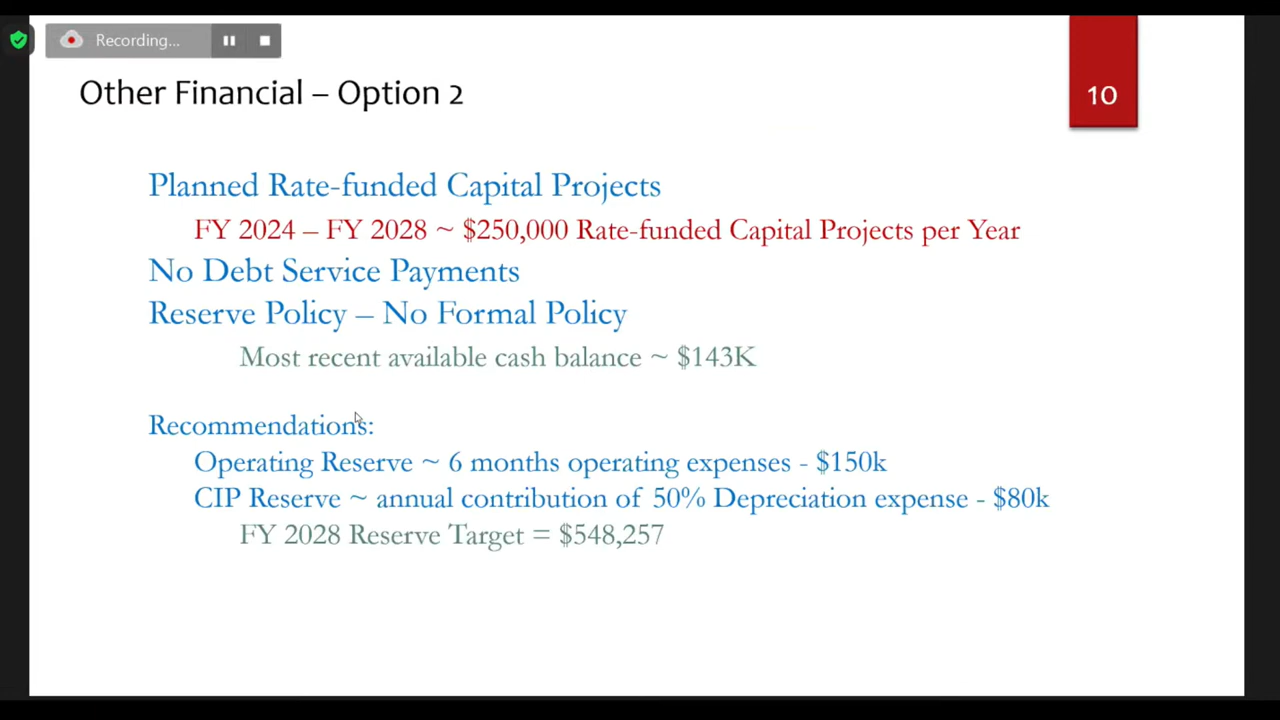 Recording...
Other Financial – Option 2
10
Planned Rate-funded Capital Projects
FY 2024 – FY 2028 ~ $250,000 Rate-funded Capital Projects per Year
No Debt Service Payments
Reserve Policy – No Formal Policy
Most recent available cash balance ~ $143K
Recommendations:
Operating Reserve ~ 6 months operating expenses - $150k
CIP Reserve ~ annual contribution of 50% Depreciation expense - $80k
FY 2028 Reserve Target = $548,257